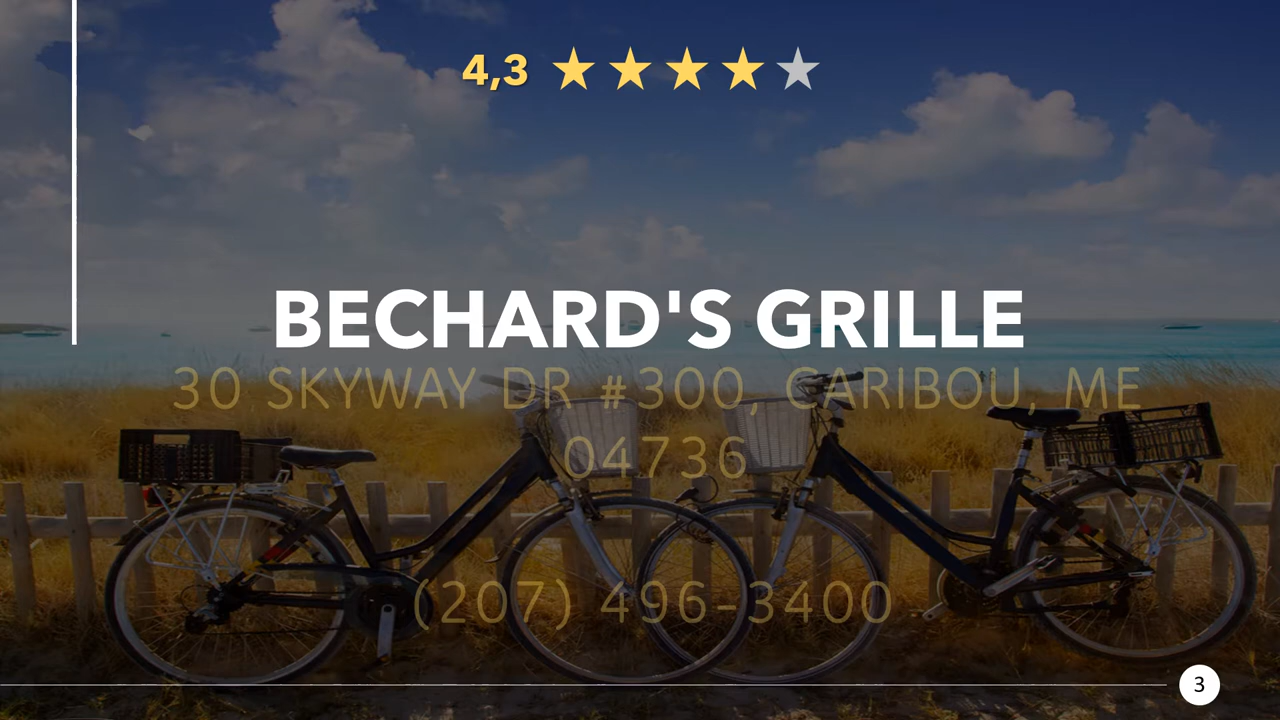 4,3
BECHARD'S GRILLE
30 SKYWAY DR #300, CARIBOU, ME
04736
(207) 496-3400
3